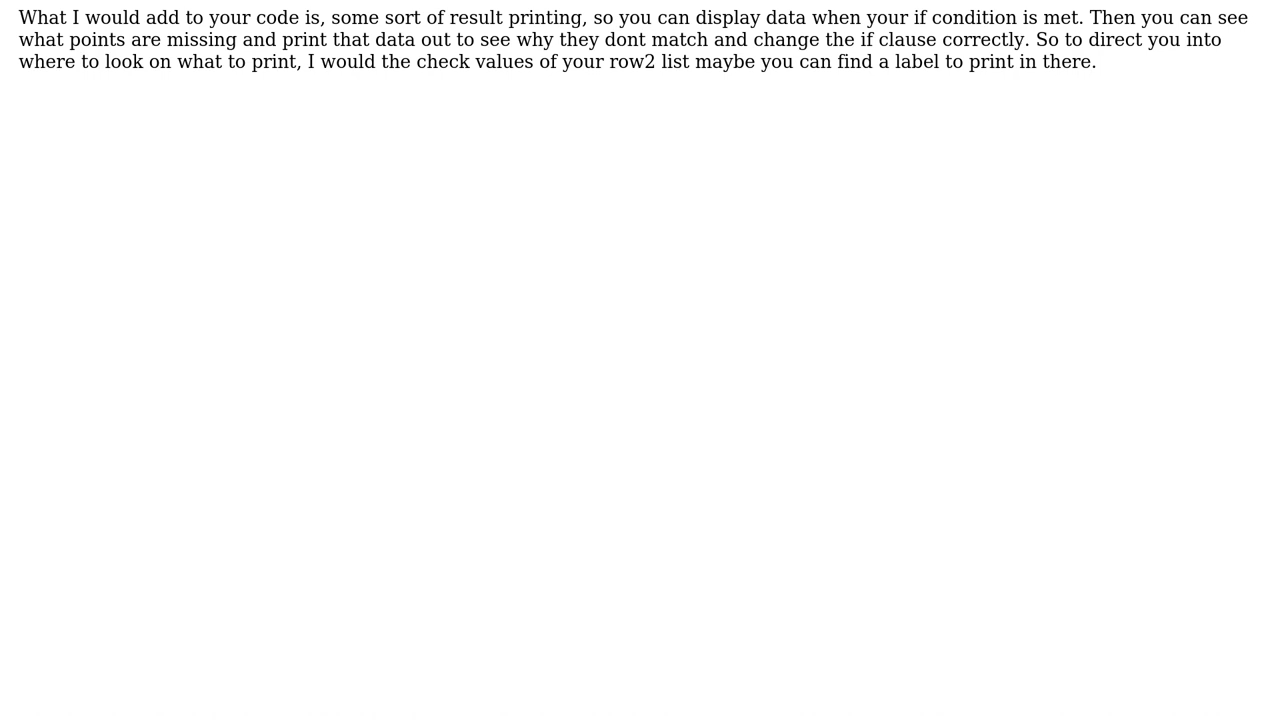 What I would add to your code is, some sort of result printing, so you can display data when your if condition is met. Then you can see
what points are missing and print that data out to see why they dont match and change the if clause correctly. So to direct you into
where to look on what to print, I would the check values of your row2 list maybe you can find a label to print in there.